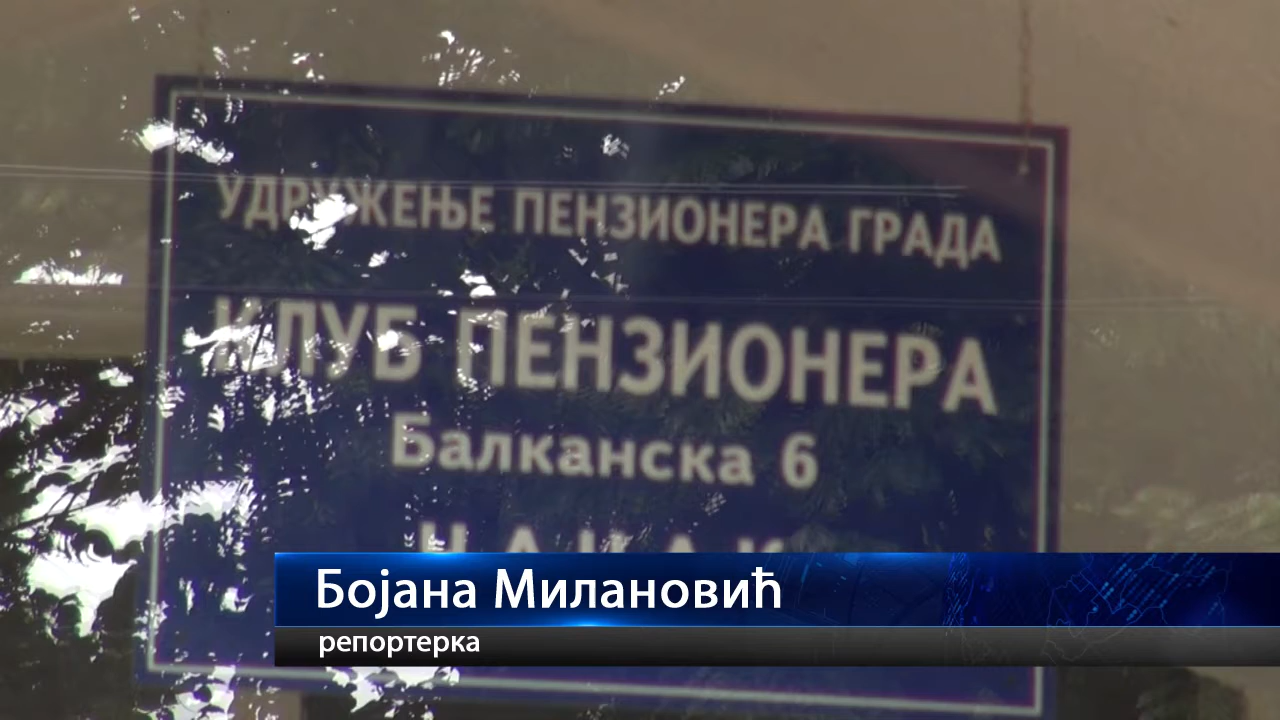 УДРУЖЕЊЕ ПЕНЗИОНЕРА ГРАДА
КЛУБ ПЕНЗИОНЕРА
Балканска 6
Бојана Милановић
репортерка